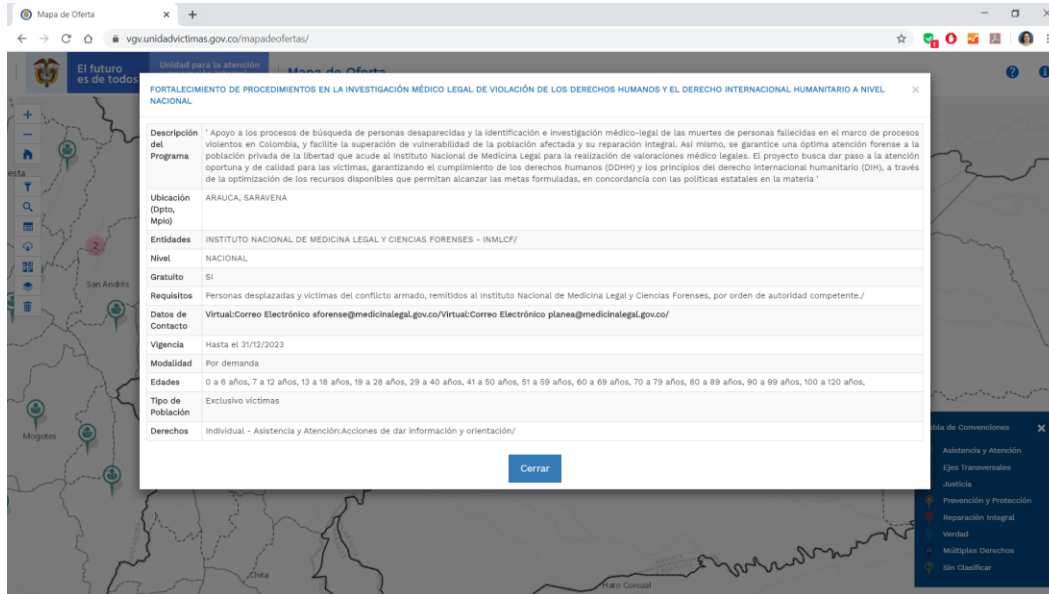 Mapa de Oferta
vgv.unidadvictimas.gov.co/mapadeofertas/
El futuro
es de todos
Unidad para la atención
Mapa de Oferta
FORTALECIMIENTO DE PROCEDIMIENTOS EN LA INVESTIGACIÓN MÉDICO LEGAL DE VIOLACIÓN DE LOS DERECHOS HUMANOS Y EL DERECHO INTERNACIONAL HUMANITARIO A NIVEL
NACIONAL
Descripción del Programa ' Apoyo a los procesos de búsqueda de personas desaparecidas y la identificación e investigación médico-legal de las muertes de personas fallecidas en el marco de procesos
violentos en Colombia, y facilite la superación de vulnerabilidad de la población afectada y su reparación integral. Así mismo, se garantice una óptima atención forense a la
población privada de la libertad que acude al Instituto Nacional de Medicina Legal para la realización de valoraciones médico legales. El proyecto busca dar paso a la atención
oportuna y de calidad para las víctimas, garantizando el cumplimiento de los derechos humanos (DDHH) y los principios del derecho internacional humanitario (DIH), a través
de la optimización de los recursos disponibles que permitan alcanzar las metas formuladas, en concordancia con las políticas estatales en la materia '
Ubicación (Dpto, Mpio) ARAUCA, SARAVENA
Entidades INSTITUTO NACIONAL DE MEDICINA LEGAL Y CIENCIAS FORENSES - INMLCF/
Nivel NACIONAL
Gratuito SI
Requisitos Personas desplazadas y víctimas del conflicto armado, remitidos al Instituto Nacional de Medicina Legal y Ciencias Forenses, por orden de autoridad competente./
Datos de Contacto Virtual:Correo Electrónico sforense@medicinalegal.gov.co/Virtual:Correo Electrónico planea@medicinalegal.gov.co/
Vigencia Hasta el 31/12/2023
Modalidad Por demanda
Edades 0 a 6 años, 7 a 12 años, 13 a 18 años, 19 a 28 años, 29 a 40 años, 41 a 50 años, 51 a 59 años, 60 a 69 años, 70 a 79 años, 80 a 89 años, 90 a 99 años, 100 a 120 años,
Tipo de Población Exclusivo víctimas
Derechos Individual - Asistencia y Atención:Acciones de dar información y orientación/
Cerrar
2
San Andrés
Mogotes
Chita
Hato Corozal
ARAUCA
bla de Convenciones
Asistencia y Atención
Ejes Transversales
Justicia
Prevención y Protección
Reparación Integral
Verdad
Múltiples Derechos
Sin Clasificar